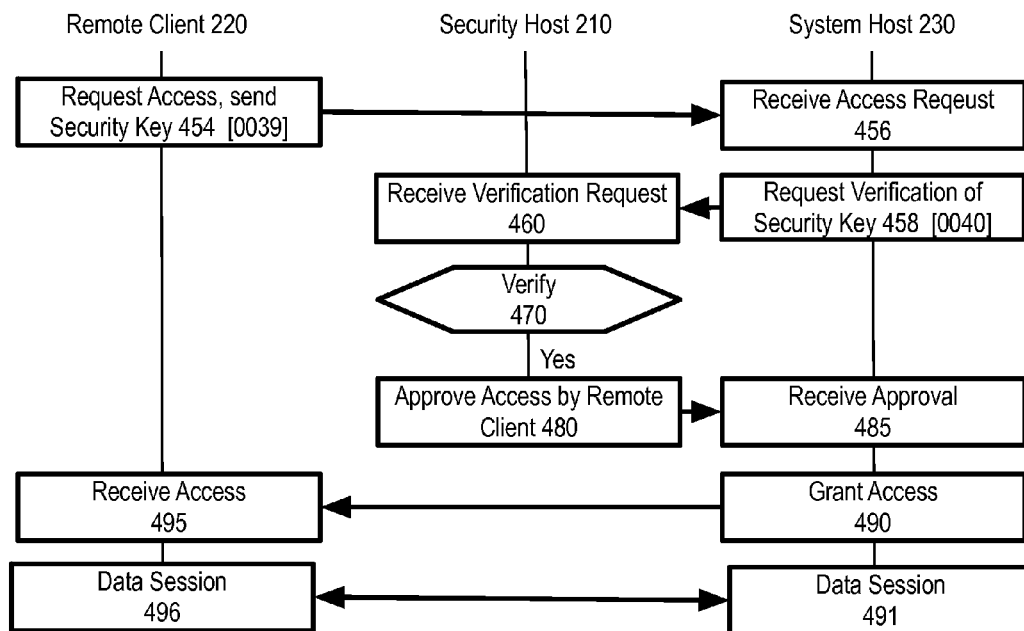 Remote Client 220
Security Host 210
System Host 230
Request Access, send
Security Key 454 [0039]
Receive Access Reqeust
456
Receive Verification Request
460
Request Verification of
Security Key 458 [0040]
Verify
470
Yes
Approve Access by Remote
Client 480
Receive Approval
485
Receive Access
495
Grant Access
490
Data Session
496
Data Session
491